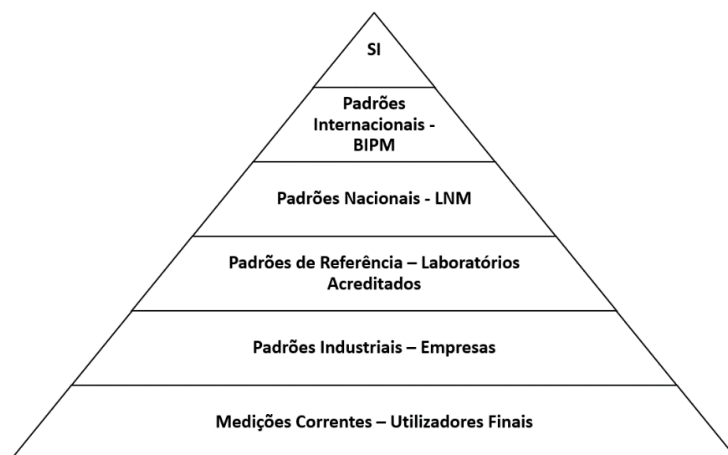 SI
Padrões
Internacionais -
BIPM
Padrões Nacionais - LNM
Padrões de Referência – Laboratórios
Acreditados
Padrões Industriais – Empresas
Medições Correntes – Utilizadores Finais